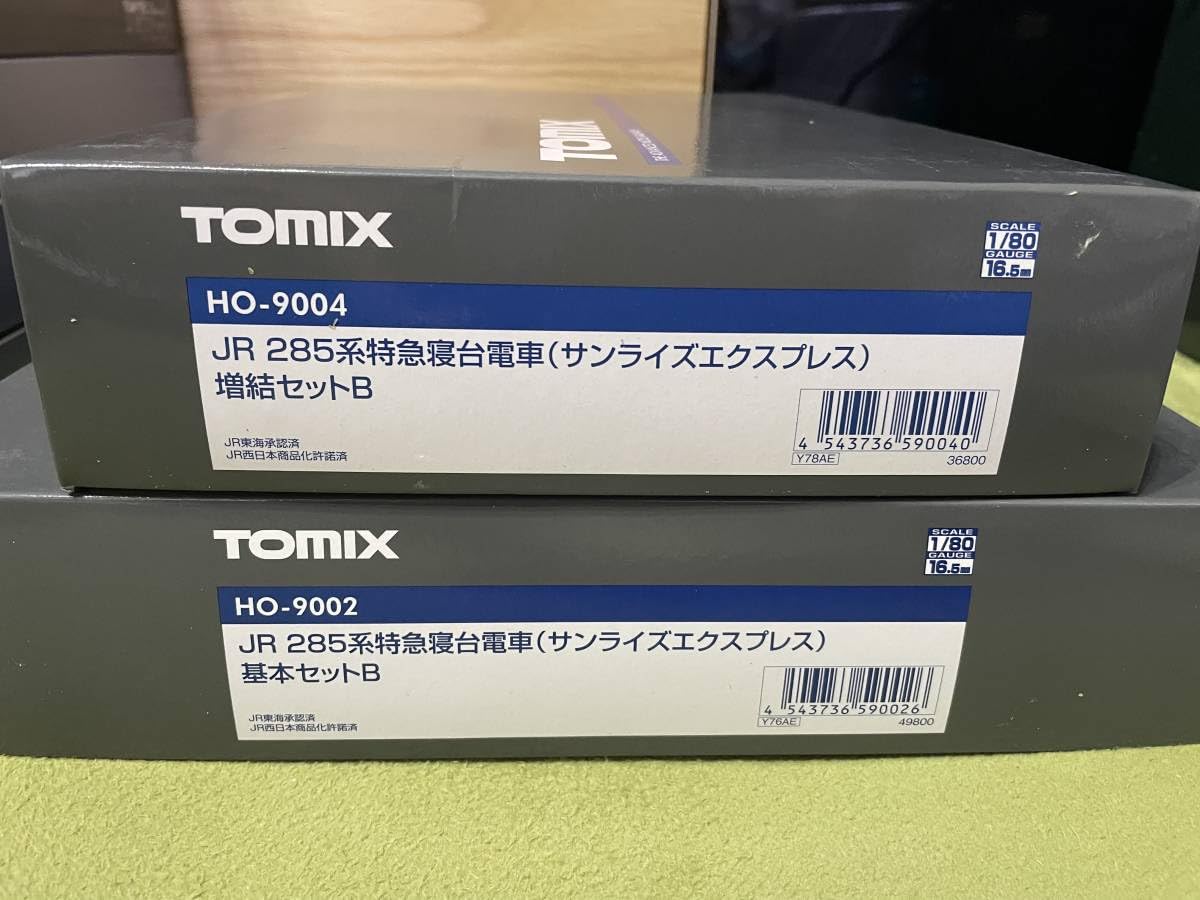 TOMIX
TOMIX
SCALE
1/80
GAUGE
16.5mm
HO-9004
JR 285系特急寝台電車(サンライズエクスプレス)
増結セットB
JR東海承認済
JR西日本商品化許諾済
4 543736 590040
Y78AE 36800
TOMIX
SCALE
1/80
GAUGE
16.5mm
HO-9002
JR 285系特急寝台電車(サンライズエクスプレス)
基本セットB
JR東海承認済
JR西日本商品化許諾済
4 543736 590026
Y76AE 49800